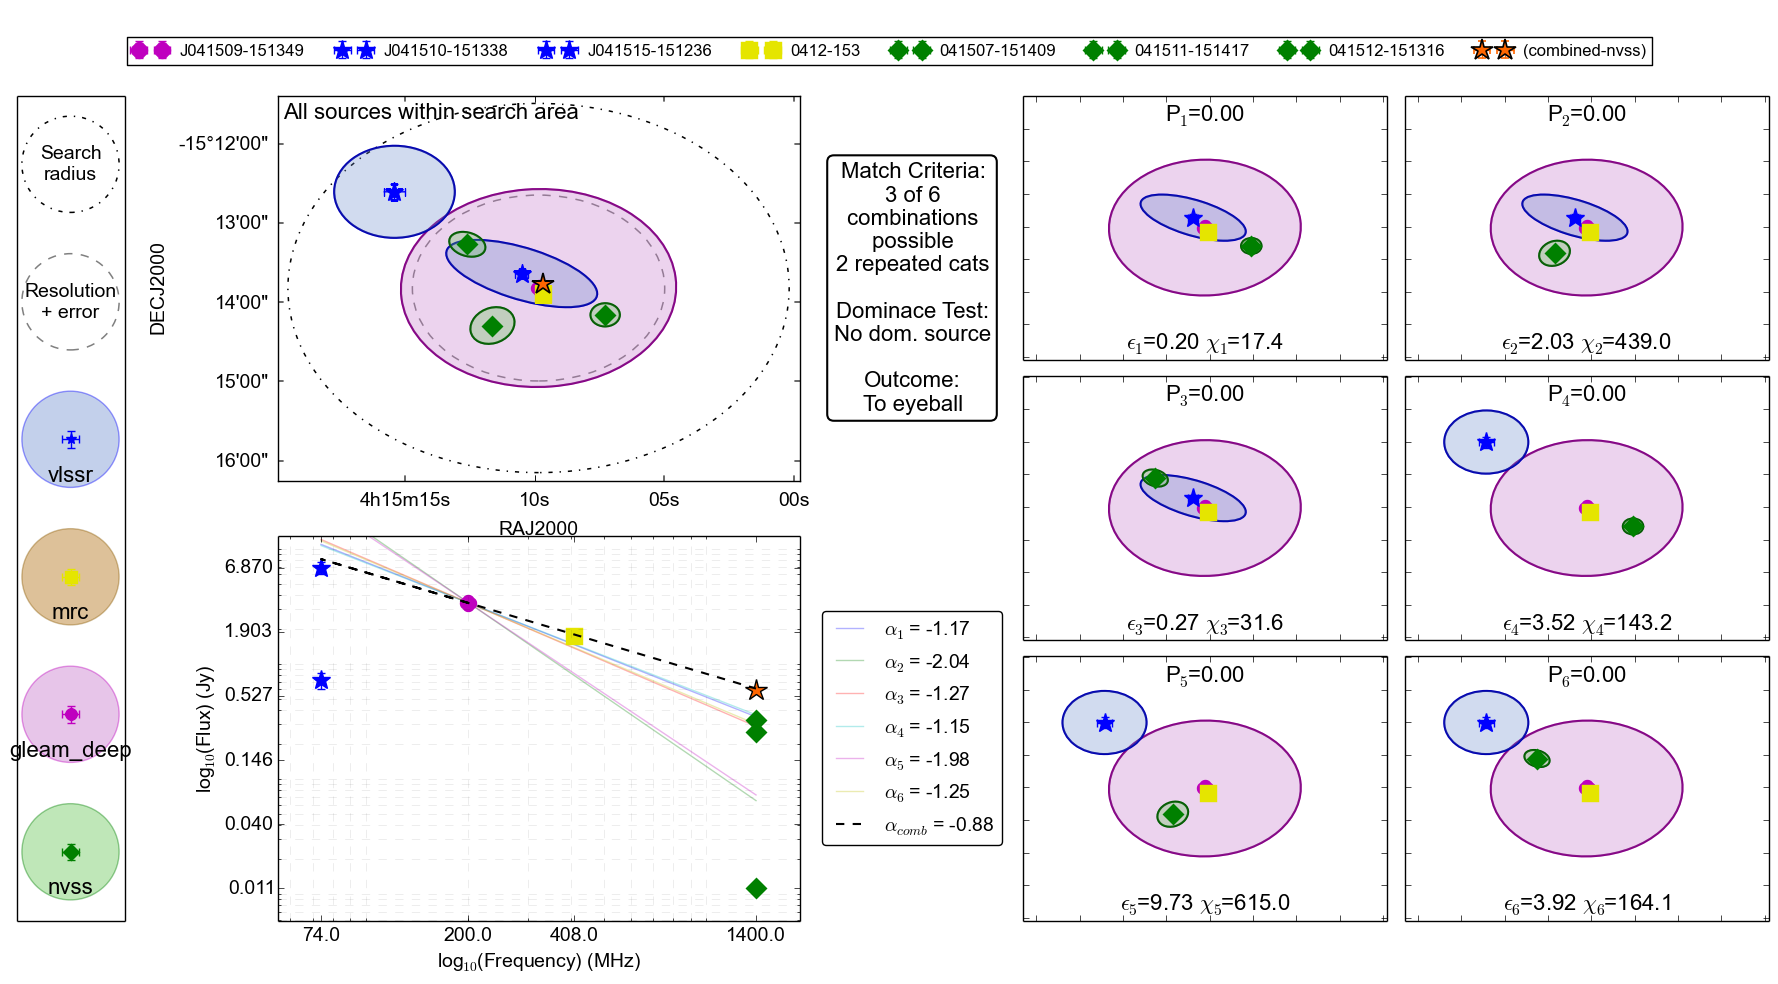 J041509-151349 J041510-151338 J041515-151236 0412-153 041507-151409 041511-151417 041512-151316 (combined-nvss)
Search
radius
Resolution
+ error
vlssr
mrc
gleam_deep
nvss
All sources within search area
DECJ2000
-15°12'00"
13'00"
14'00"
15'00"
16'00"
4h15m15s 10s 05s 00s
RAJ2000
log10(Flux) (Jy)
6.870
1.903
0.527
0.146
0.040
0.011
74.0 200.0 408.0 1400.0
log10(Frequency) (MHz)
Match Criteria:
3 of 6
combinations
possible
2 repeated cats
Dominace Test:
No dom. source
Outcome:
To eyeball
α1 = -1.17
α2 = -2.04
α3 = -1.27
α4 = -1.15
α5 = -1.98
α6 = -1.25
αcomb = -0.88
P1=0.00
ϵ1=0.20 χ1=17.4
P2=0.00
ϵ2=2.03 χ2=439.0
P3=0.00
ϵ3=0.27 χ3=31.6
P4=0.00
ϵ4=3.52 χ4=143.2
P5=0.00
ϵ5=9.73 χ5=615.0
P6=0.00
ϵ6=3.92 χ6=164.1